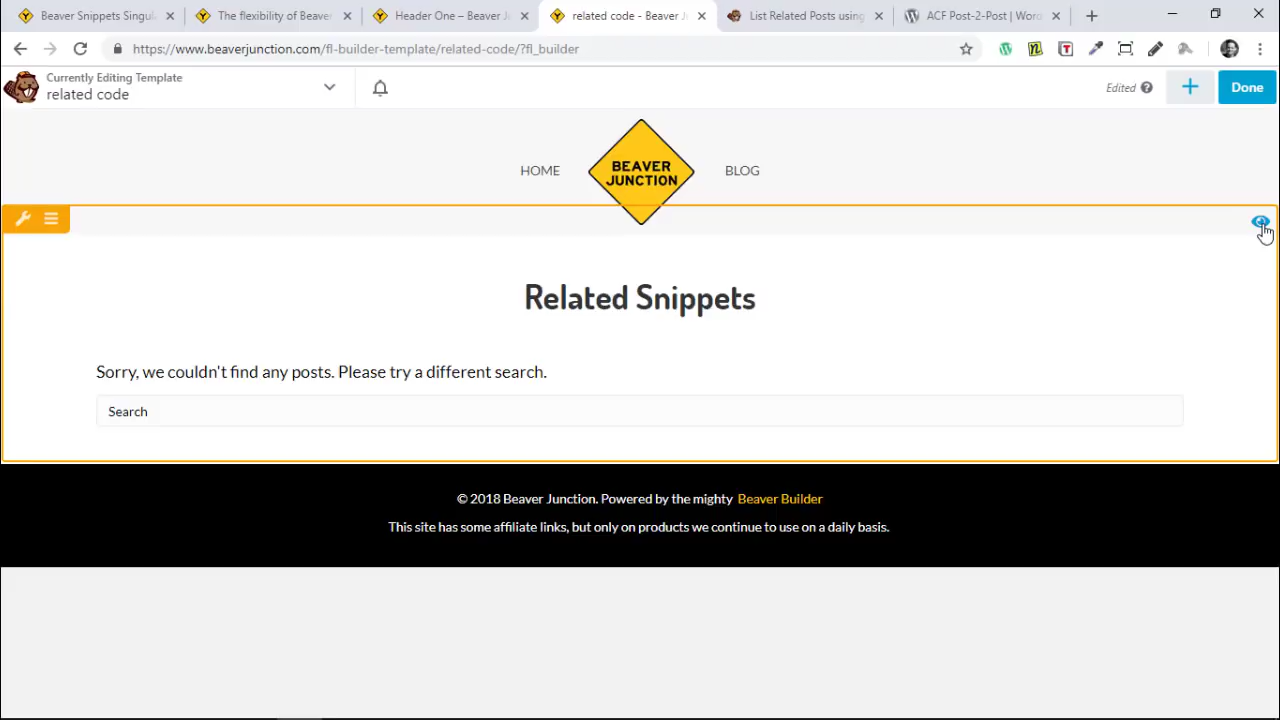 Beaver Snippets Singul
The flexibility of Beaver
Header One – Beaver J
related code - Beaver J
List Related Posts using
ACF Post-2-Post | Word
https://www.beaverjunction.com/fl-builder-template/related-code/?fl_builder
Currently Editing Template
related code
Edited
Done
HOME
BEAVER
JUNCTION
BLOG
Related Snippets
Sorry, we couldn't find any posts. Please try a different search.
Search
© 2018 Beaver Junction. Powered by the mighty Beaver Builder
This site has some affiliate links, but only on products we continue to use on a daily basis.